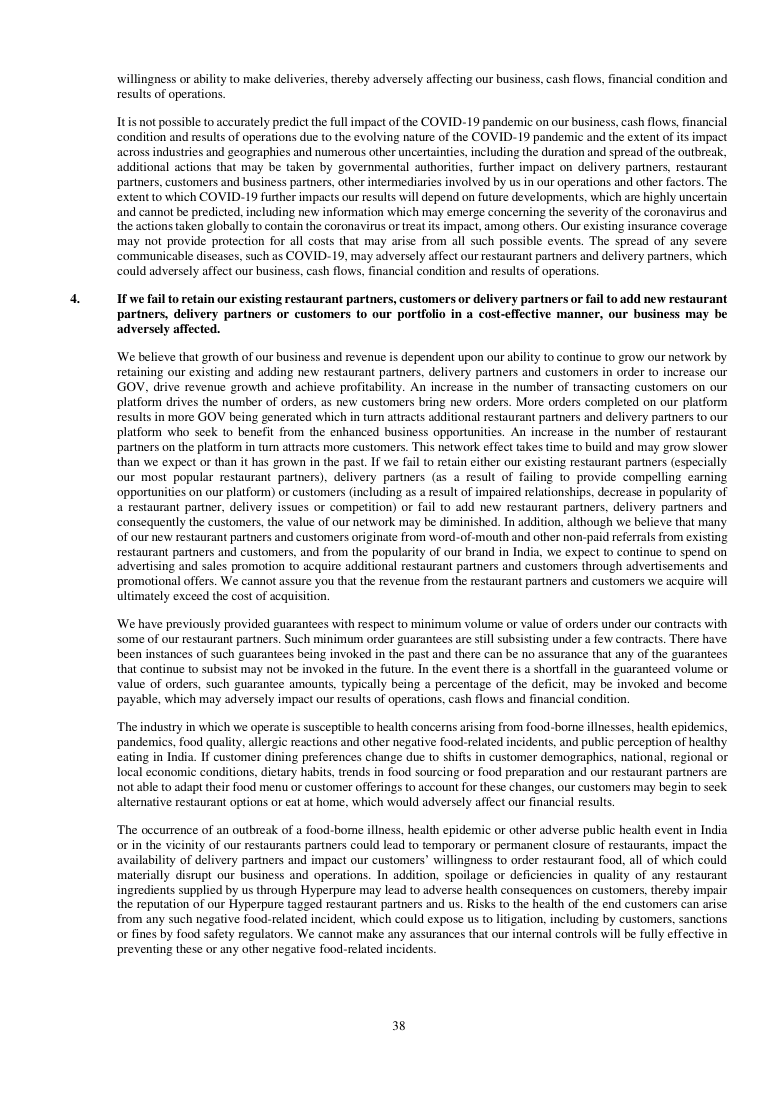 willingness or ability to make deliveries, thereby adversely affecting our business, cash flows, financial condition and
results of operations.
It is not possible to accurately predict the full impact of the COVID-19 pandemic on our business, cash flows, financial
condition and results of operations due to the evolving nature of the COVID-19 pandemic and the extent of its impact
across industries and geographies and numerous other uncertainties, including the duration and spread of the outbreak,
additional actions that may be taken by governmental authorities, further impact on delivery partners, restaurant
partners, customers and business partners, other intermediaries involved by us in our operations and other factors. The
extent to which COVID-19 further impacts our results will depend on future developments, which are highly uncertain
and cannot be predicted, including new information which may emerge concerning the severity of the coronavirus and
the actions taken globally to contain the coronavirus or treat its impact, among others. Our existing insurance coverage
may not provide protection for all costs that may arise from all such possible events. The spread of any severe
communicable diseases, such as COVID-19, may adversely affect our restaurant partners and delivery partners, which
could adversely affect our business, cash flows, financial condition and results of operations.
4. If we fail to retain our existing restaurant partners, customers or delivery partners or fail to add new restaurant
partners, delivery partners or customers to our portfolio in a cost-effective manner, our business may be
adversely affected.
We believe that growth of our business and revenue is dependent upon our ability to continue to grow our network by
retaining our existing and adding new restaurant partners, delivery partners and customers in order to increase our
GOV, drive revenue growth and achieve profitability. An increase in the number of transacting customers on our
platform drives the number of orders, as new customers bring new orders. More orders completed on our platform
results in more GOV being generated which in turn attracts additional restaurant partners and delivery partners to our
platform who seek to benefit from the enhanced business opportunities. An increase in the number of restaurant
partners on the platform in turn attracts more customers. This network effect takes time to build and may grow slower
than we expect or than it has grown in the past. If we fail to retain either our existing restaurant partners (especially
our most popular restaurant partners), delivery partners (as a result of failing to provide compelling earning
opportunities on our platform) or customers (including as a result of impaired relationships, decrease in popularity of
a restaurant partner, delivery issues or competition) or fail to add new restaurant partners, delivery partners and
consequently the customers, the value of our network may be diminished. In addition, although we believe that many
of our new restaurant partners and customers originate from word-of-mouth and other non-paid referrals from existing
restaurant partners and customers, and from the popularity of our brand in India, we expect to continue to spend on
advertising and sales promotion to acquire additional restaurant partners and customers through advertisements and
promotional offers. We cannot assure you that the revenue from the restaurant partners and customers we acquire will
ultimately exceed the cost of acquisition.
We have previously provided guarantees with respect to minimum volume or value of orders under our contracts with
some of our restaurant partners. Such minimum order guarantees are still subsisting under a few contracts. There have
been instances of such guarantees being invoked in the past and there can be no assurance that any of the guarantees
that continue to subsist may not be invoked in the future. In the event there is a shortfall in the guaranteed volume or
value of orders, such guarantee amounts, typically being a percentage of the deficit, may be invoked and become
payable, which may adversely impact our results of operations, cash flows and financial condition.
The industry in which we operate is susceptible to health concerns arising from food-borne illnesses, health epidemics,
pandemics, food quality, allergic reactions and other negative food-related incidents, and public perception of healthy
eating in India. If customer dining preferences change due to shifts in customer demographics, national, regional or
local economic conditions, dietary habits, trends in food sourcing or food preparation and our restaurant partners are
not able to adapt their food menu or customer offerings to account for these changes, our customers may begin to seek
alternative restaurant options or eat at home, which would adversely affect our financial results.
The occurrence of an outbreak of a food-borne illness, health epidemic or other adverse public health event in India
or in the vicinity of our restaurants partners could lead to temporary or permanent closure of restaurants, impact the
availability of delivery partners and impact our customers’ willingness to order restaurant food, all of which could
materially disrupt our business and operations. In addition, spoilage or deficiencies in quality of any restaurant
ingredients supplied by us through Hyperpure may lead to adverse health consequences on customers, thereby impair
the reputation of our Hyperpure tagged restaurant partners and us. Risks to the health of the end customers can arise
from any such negative food-related incident, which could expose us to litigation, including by customers, sanctions
or fines by food safety regulators. We cannot make any assurances that our internal controls will be fully effective in
preventing these or any other negative food-related incidents.
38